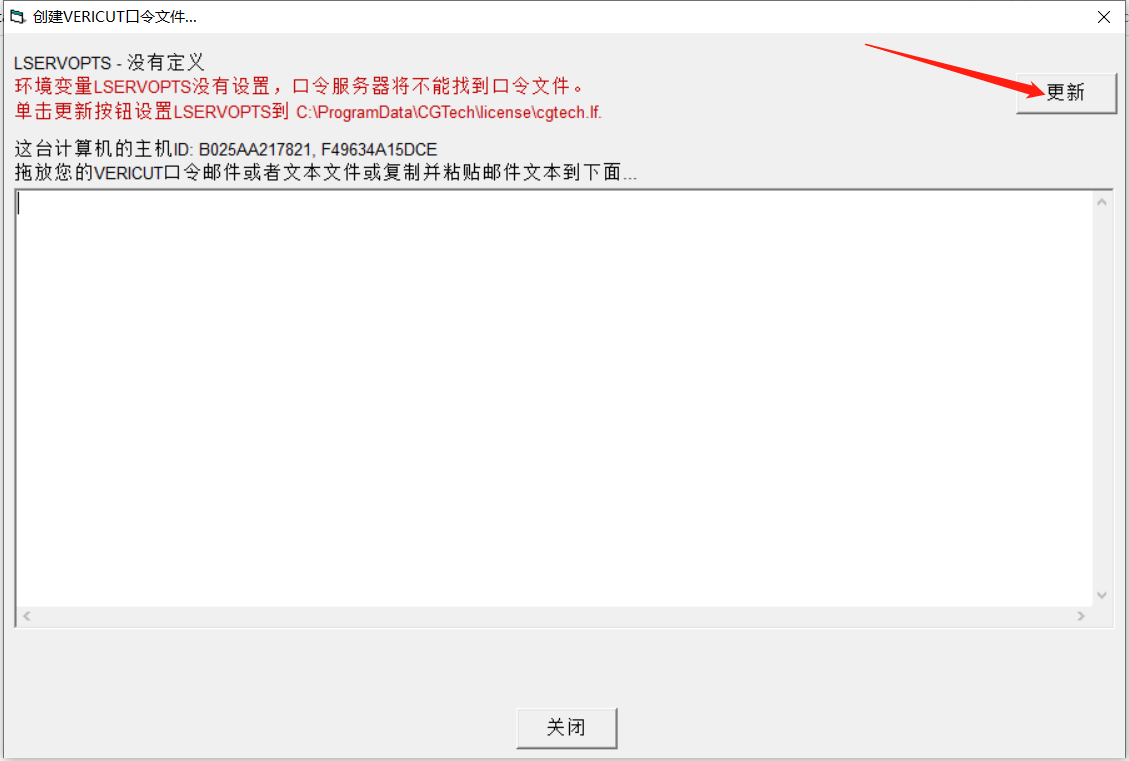 创建VERICUT口令文件...
LSERVOPTS - 没有定义
环境变量LSERVOPTS没有设置，口令服务器将不能找到口令文件。
单击更新按钮设置LSERVOPTS到 C:\ProgramData\CGTech\license\cgtech.lf.
更新
这台计算机的主机ID: B025AA217821, F49634A15DCE
拖放您的VERICUT口令邮件或者文本文件或复制并粘贴邮件文本到下面...
关闭